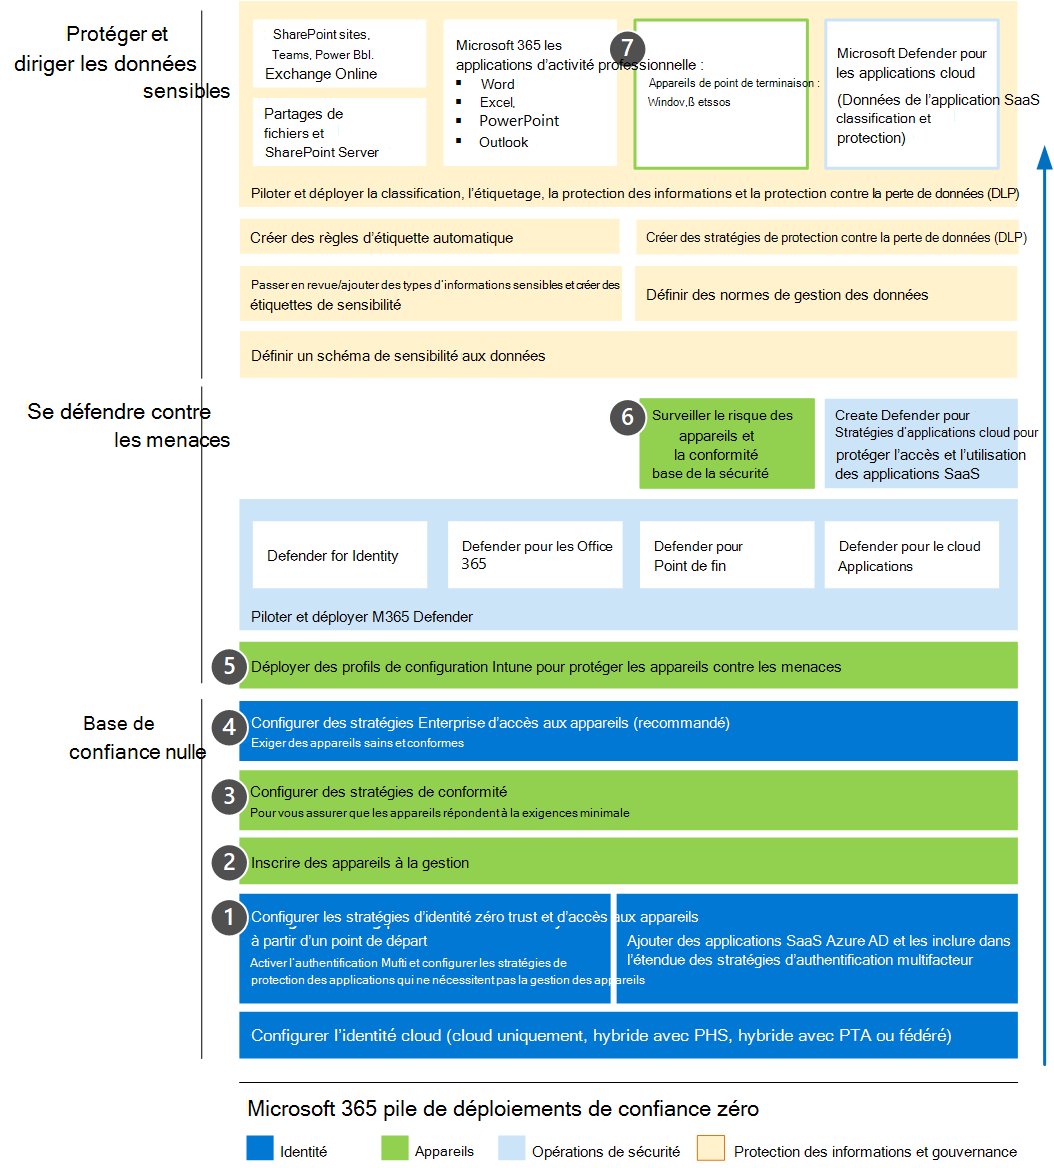 Protéger et
diriger les données
sensibles
SharePoint sites,
Teams, Power Bbl.
Exchange Online
Partages de
fichiers et
SharePoint Server
Microsoft 365 les
applications d'activité professionnelle :
▪ Word
▪ Excel,
▪ PowerPoint
▪ Outlook
7
Appareils de point de terminaison :
Windov,ß etssos
Microsoft Defender pour
les applications cloud
(Données de l'application SaaS
classification et
protection)
Piloter et déployer la classification, l'étiquetage, la protection des informations et la protection contre la perte de données (DLP)
Créer des règles d'étiquette automatique
Créer des stratégies de protection contre la perte de données (DLP)
Passer en revue/ajouter des types d'informations sensibles et créer des
étiquettes de sensibilité
Définir des normes de gestion des données
Définir un schéma de sensibilité aux données
Se défendre contre
les menaces
6
Surveiller le risque des
appareils et
la conformité
base de la sécurité
Create Defender pour
Stratégies d'applications cloud pour
protéger l'accès et l'utilisation
des applications SaaS
Defender for Identity
Defender pour les Office
365
Defender pour
Point de fin
Defender pour le cloud
Applications
Piloter et déployer M365 Defender
5
Déployer des profils de configuration Intune pour protéger les appareils contre les menaces
Base de
confiance nulle
4
Configurer des stratégies Enterprise d'accès aux appareils (recommandé)
Exiger des appareils sains et conformes
3
Configurer des stratégies de conformité
Pour vous assurer que les appareils répondent à la exigences minimale
2
Inscrire des appareils à la gestion
1
Configurer les stratégies d'identité zéro trust et d'accès aux appareils
à partir d'un point de départ
Activer l'authentification Mufti et configurer les stratégies de
protection des applications qui ne nécessitent pas la gestion des appareils
Ajouter des applications SaaS Azure AD et les inclure dans
l'étendue des stratégies d'authentification multifacteur
Configurer l'identité cloud (cloud uniquement, hybride avec PHS, hybride avec PTA ou fédéré)
Microsoft 365 pile de déploiements de confiance zéro
Identité
Appareils
Opérations de sécurité
Protection des informations et gouvernance